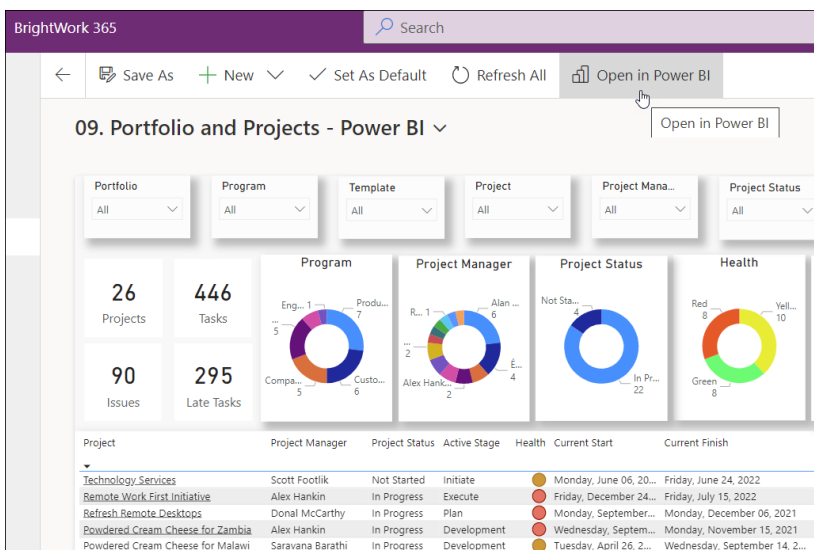 BrightWork 365
Search
Save As
New
Set As Default
Refresh All
Open in Power BI
Open in Power BI
09. Portfolio and Projects - Power BI
Portfolio
Program
Template
Project
Project Mana...
Project Status
All
All
All
All
All
All
26
Projects
446
Tasks
90
Issues
295
Late Tasks
Program
Eng... 1
Produ...
7
...
5
Compa...
5
Custo...
6
Project Manager
R... 1
Alan ...
6
...
2
É...
4
Alex Hank...
2
Project Status
Not Sta...
4
In Pr...
22
Health
Red
8
Yell...
10
Green
8
Project Project Manager Project Status Active Stage Health Current Start Current Finish
Technology Services Scott Footlik Not Started Initiate Monday, June 06, 20... Friday, June 24, 2022
Remote Work First Initiative Alex Hankin In Progress Execute Friday, December 24... Friday, July 15, 2022
Refresh Remote Desktops Donal McCarthy In Progress Plan Monday, September... Monday, December 06, 2021
Powdered Cream Cheese for Zambia Alex Hankin In Progress Development Wednesday, Septem... Monday, November 15, 2021
Powdered Cream Cheese for Malawi Saravana Barathi In Progress Development Tuesday, April 26, 2... Wednesday, September 14, 2...